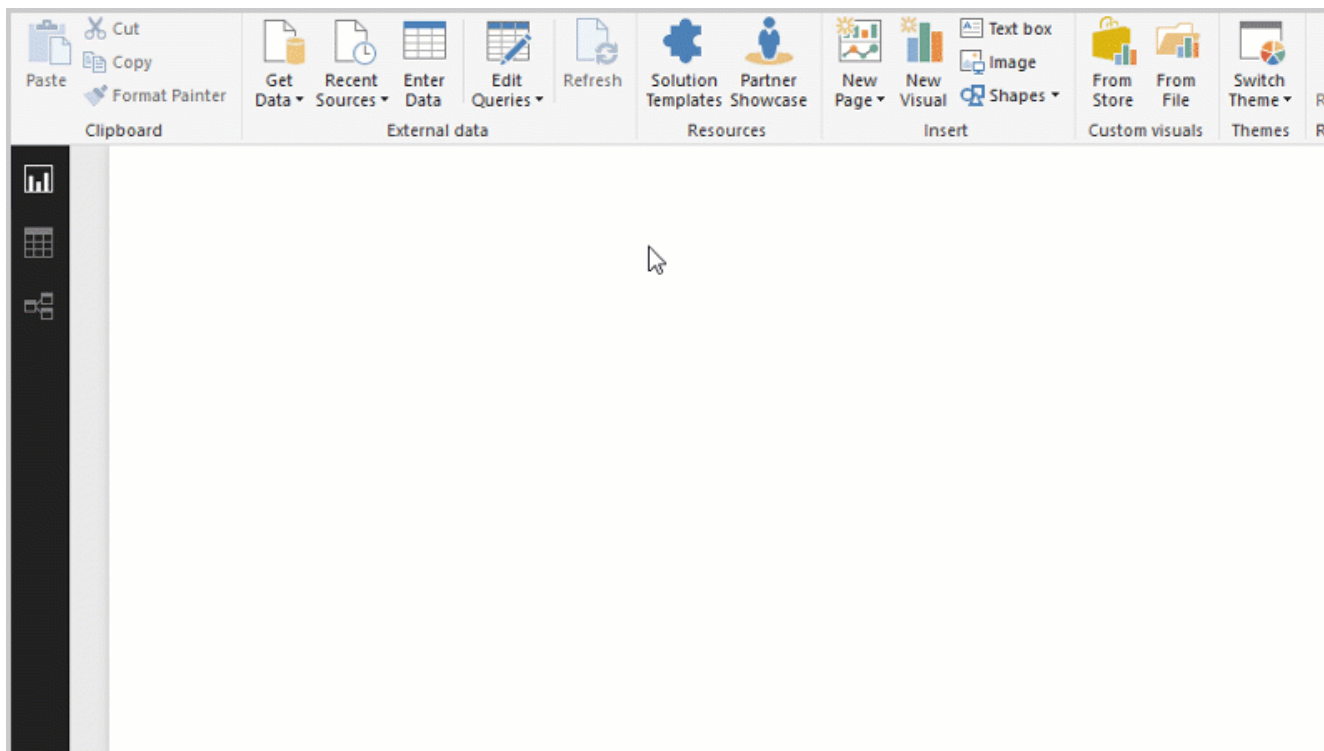 Paste
Cut
Copy
Format Painter
Clipboard
Get
Data
Recent
Sources
Enter
Data
Edit
Queries
Refresh
External data
Solution
Templates
Partner
Showcase
Resources
New
Page
New
Visual
Text box
Image
Shapes
Insert
From
Store
From
File
Custom visuals
Switch
Theme
Themes
R
R